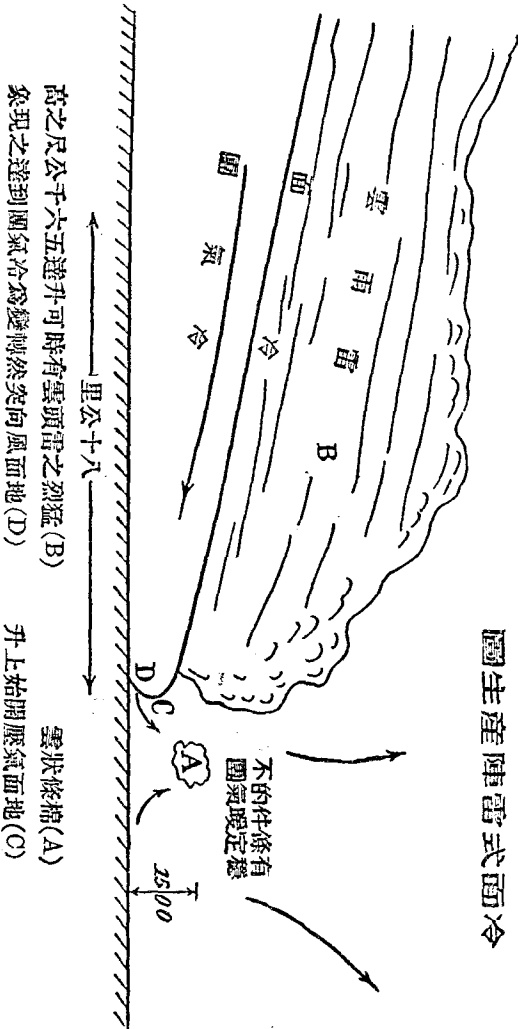 冷面式雷陣產生圖
雷雨雲
B
冷面
冷氣團
有條件的不
穩定暖氣團
A
C
D
1500
八十公里
(A)棉條狀雲
(B)猛烈之雷頭雲有時可升達五六千公尺之高
(C)地面氣壓開始上升
(D)地面風向突然轉變爲冷氣團到達之現象